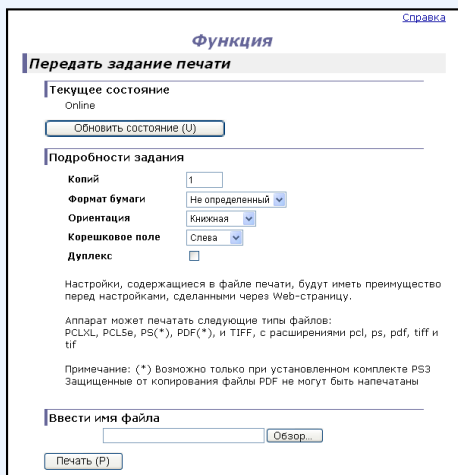 Справка
Функция
Передать задание печати
Текущее состояние
Online
Обновить состояние (U)
Подробности задания
Копий 1
Формат бумаги Не определенный
Ориентация Книжная
Корешковое поле Слева
Дуплекс
Настройки, содержащиеся в файле печати, будут иметь преимущество
перед настройками, сделанными через Web-страницу.
Аппарат может печатать следующие типы файлов:
PCLXL, PCL5e, PS(*), PDF(*), и TIFF, с расширениями pcl, ps, pdf, tiff и
tif
Примечание: (*) Возможно только при установленном комплекте PS3
Защищенные от копирования файлы PDF не могут быть напечатаны
Ввести имя файла
Обзор...
Печать (P)